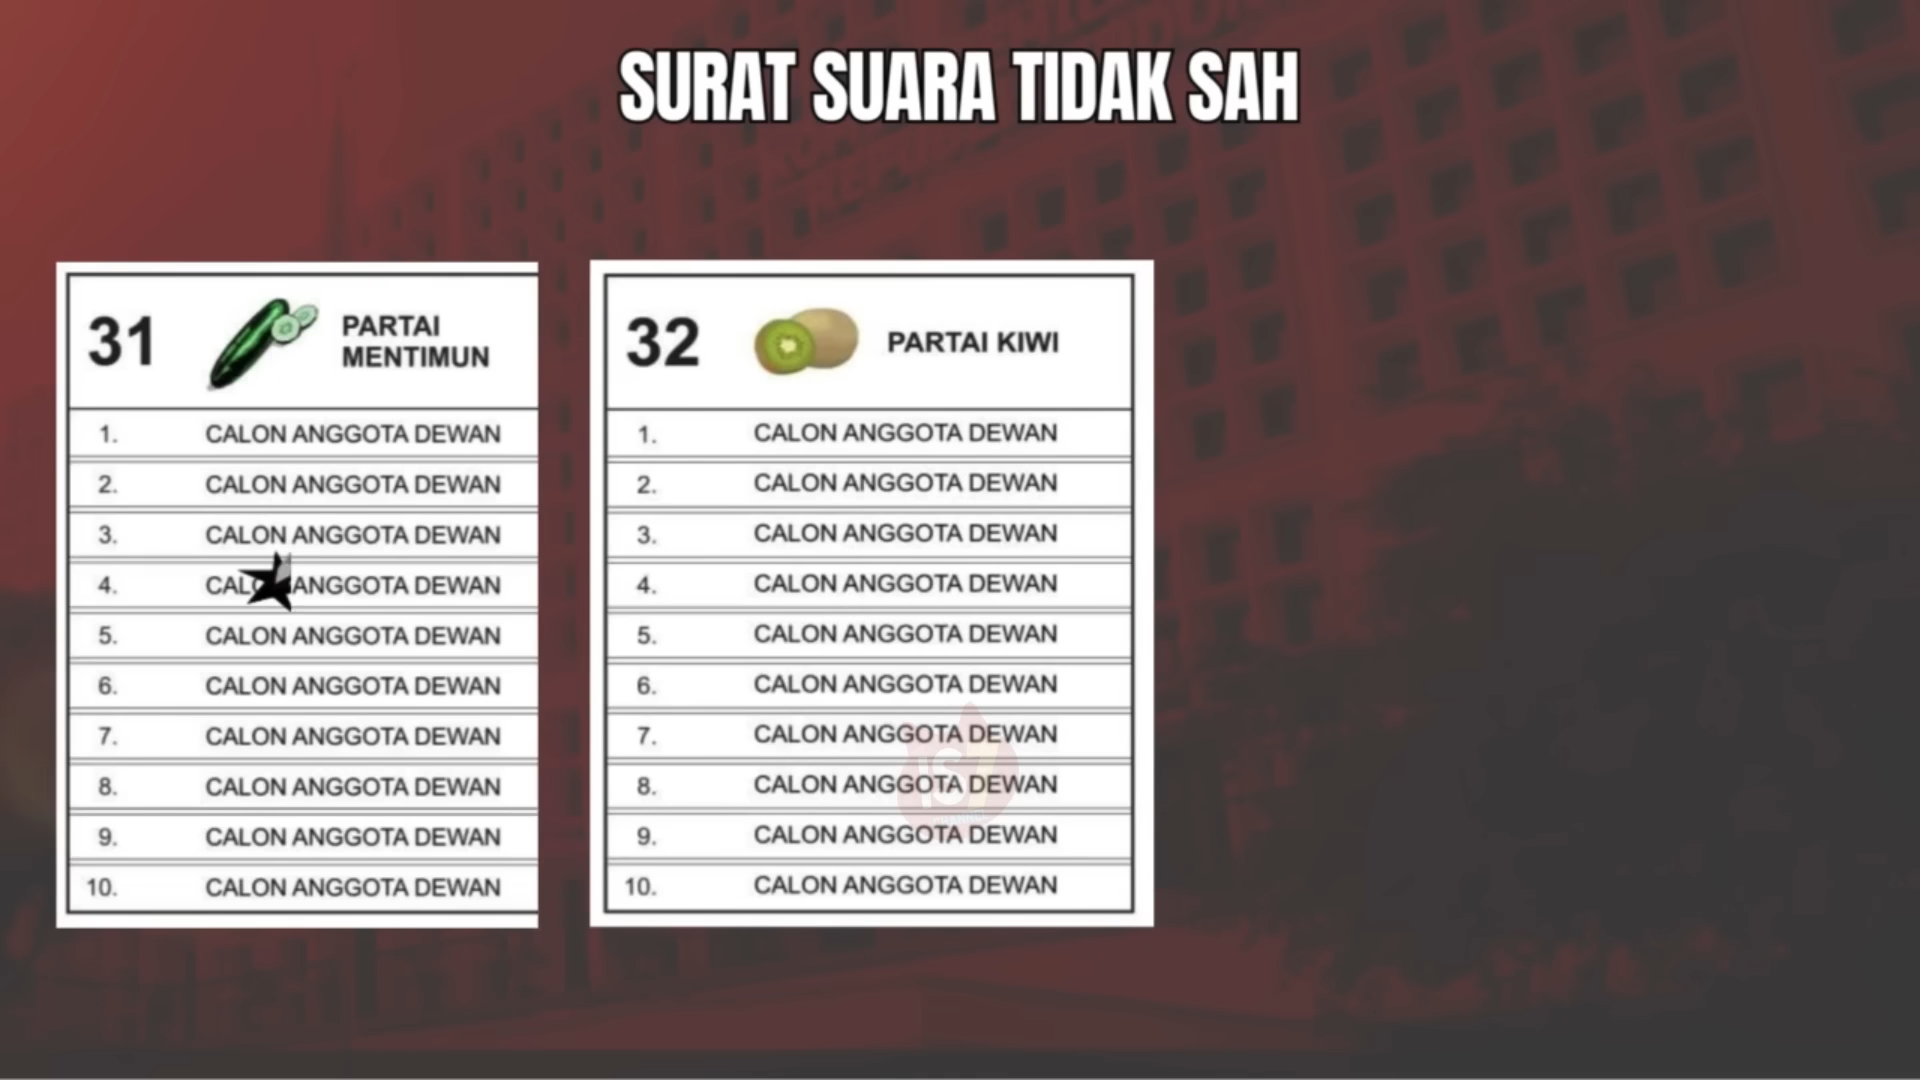 SURAT SUARA TIDAK SAH
31
PARTAI
MENTIMUN
1. CALON ANGGOTA DEWAN
2. CALON ANGGOTA DEWAN
3. CALON ANGGOTA DEWAN
4. ANGGOTA DEWAN
5. CALON ANGGOTA DEWAN
6. CALON ANGGOTA DEWAN
7. CALON ANGGOTA DEWAN
8. CALON ANGGOTA DEWAN
9. CALON ANGGOTA DEWAN
10. CALON ANGGOTA DEWAN
32 PARTAI KIWI
1. CALON ANGGOTA DEWAN
2. CALON ANGGOTA DEWAN
3. CALON ANGGOTA DEWAN
4. CALON ANGGOTA DEWAN
5. CALON ANGGOTA DEWAN
6. CALON ANGGOTA DEWAN
7. CALON ANGGOTA DEWAN
8. CALON ANGGOTA DEWAN
9. CALON ANGGOTA DEWAN
10. CALON ANGGOTA DEWAN